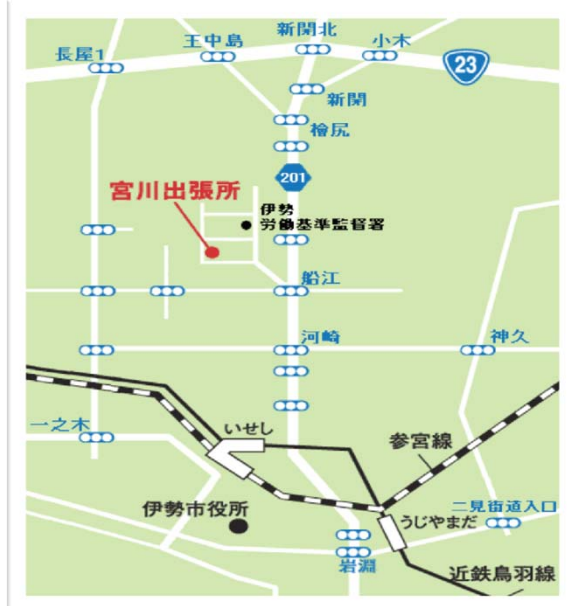 新開北
王中島
小木
長屋1
23
新開
檜尻
201
宮川出張所
伊勢
労働基準監督署
船江
河崎
神久
一之木
いせし
参宮線
伊勢市役所
二見街道入口
うじやまだ
岩淵
近鉄鳥羽線